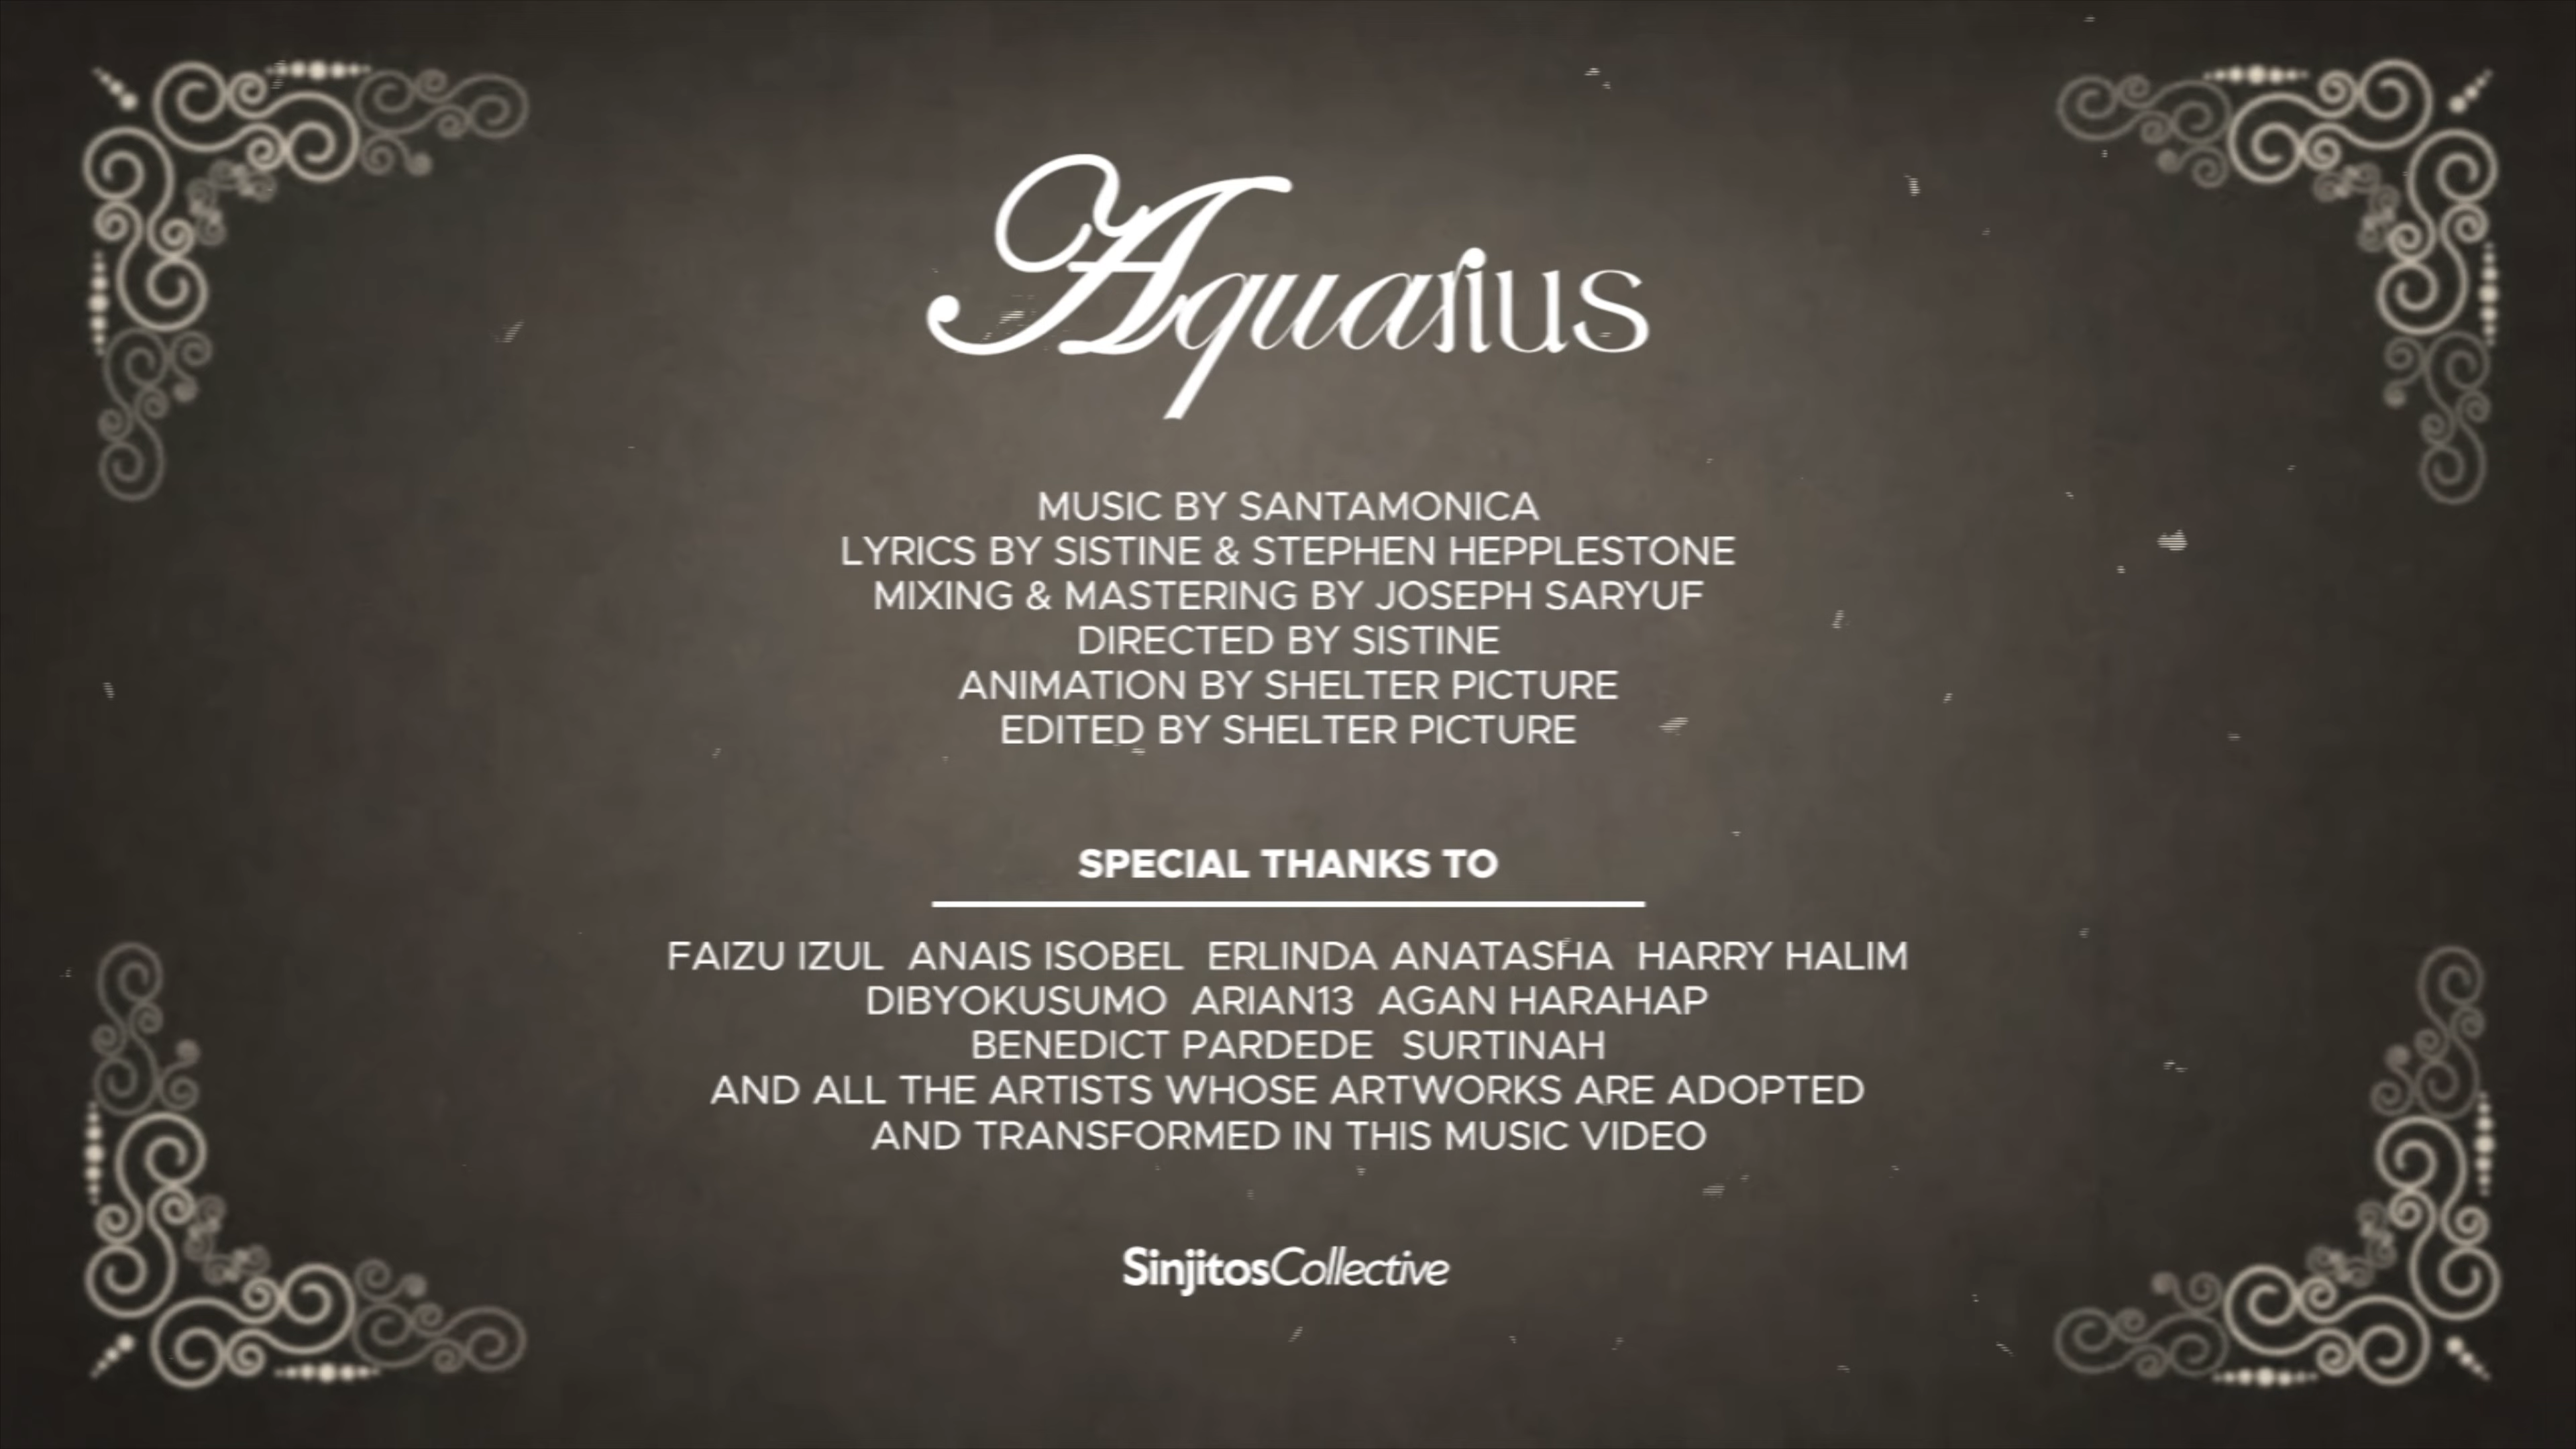 Aquarius
MUSIC BY SANTAMONICA
LYRICS BY SISTINE & STEPHEN HEPPLESTONE
MIXING & MASTERING BY JOSEPH SARYUF
DIRECTED BY SISTINE
ANIMATION BY SHELTER PICTURE
EDITED BY SHELTER PICTURE
SPECIAL THANKS TO
FAIZU IZUL ANAIS ISOBEL ERLINDA ANATASHA HARRY HALIM
DIBYOKUSUMO ARIAN13 AGAN HARAHAP
BENEDICT PARDEDE SURTINAH
AND ALL THE ARTISTS WHOSE ARTWORKS ARE ADOPTED
AND TRANSFORMED IN THIS MUSIC VIDEO
SinjitosCollective